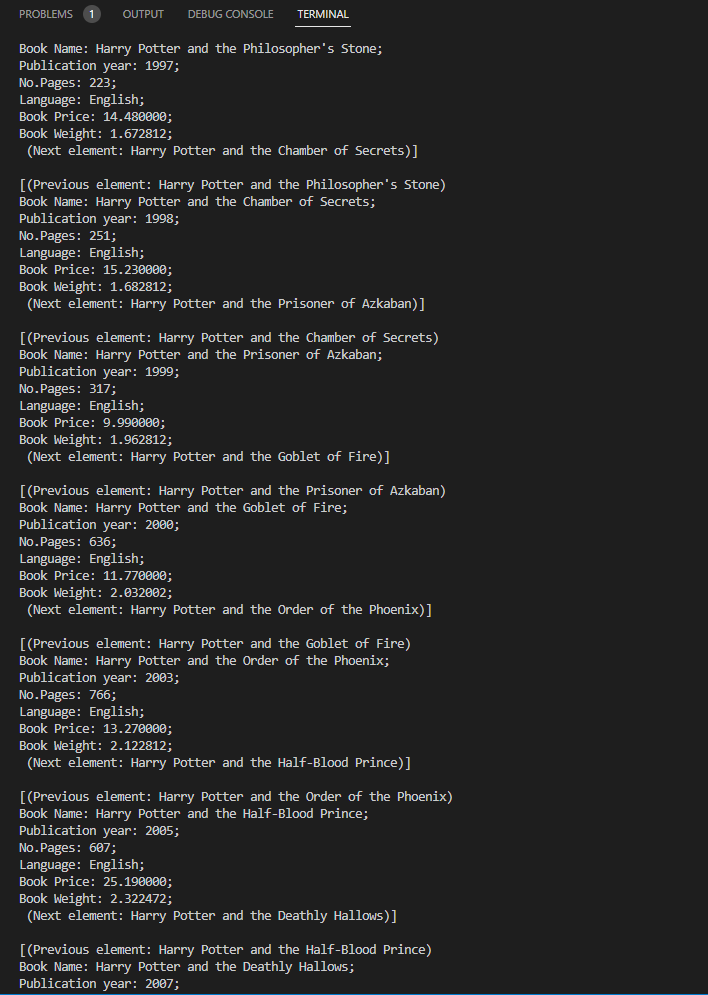 PROBLEMS 1 OUTPUT DEBUG CONSOLE TERMINAL
Book Name: Harry Potter and the Philosopher's Stone;
Publication year: 1997;
No.Pages: 223;
Language: English;
Book Price: 14.480000;
Book Weight: 1.672812;
(Next element: Harry Potter and the Chamber of Secrets)]
[(Previous element: Harry Potter and the Philosopher's Stone)
Book Name: Harry Potter and the Chamber of Secrets;
Publication year: 1998;
No.Pages: 251;
Language: English;
Book Price: 15.230000;
Book Weight: 1.682812;
(Next element: Harry Potter and the Prisoner of Azkaban)]
[(Previous element: Harry Potter and the Chamber of Secrets)
Book Name: Harry Potter and the Prisoner of Azkaban;
Publication year: 1999;
No.Pages: 317;
Language: English;
Book Price: 9.990000;
Book Weight: 1.962812;
(Next element: Harry Potter and the Goblet of Fire)]
[(Previous element: Harry Potter and the Prisoner of Azkaban)
Book Name: Harry Potter and the Goblet of Fire;
Publication year: 2000;
No.Pages: 636;
Language: English;
Book Price: 11.770000;
Book Weight: 2.032002;
(Next element: Harry Potter and the Order of the Phoenix)]
[(Previous element: Harry Potter and the Goblet of Fire)
Book Name: Harry Potter and the Order of the Phoenix;
Publication year: 2003;
No.Pages: 766;
Language: English;
Book Price: 13.270000;
Book Weight: 2.122812;
(Next element: Harry Potter and the Half-Blood Prince)]
[(Previous element: Harry Potter and the Order of the Phoenix)
Book Name: Harry Potter and the Half-Blood Prince;
Publication year: 2005;
No.Pages: 607;
Language: English;
Book Price: 25.190000;
Book Weight: 2.322472;
(Next element: Harry Potter and the Deathly Hallows)]
[(Previous element: Harry Potter and the Half-Blood Prince)
Book Name: Harry Potter and the Deathly Hallows;
Publication year: 2007;